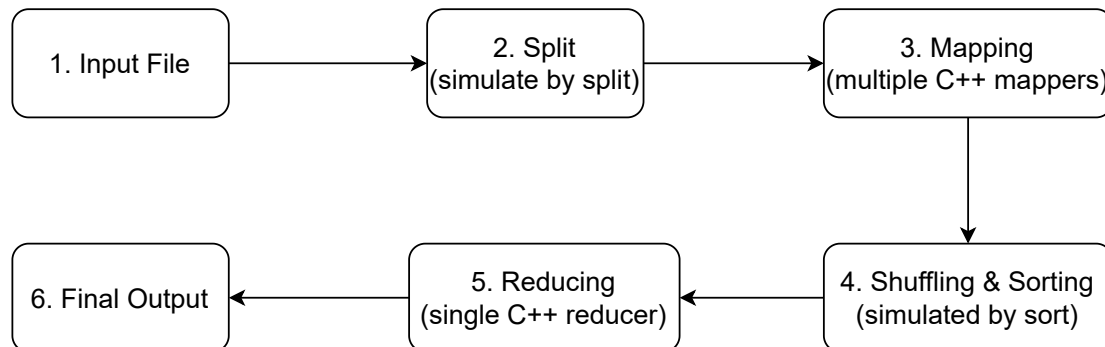 1. Input File
2. Split
(simulate by split)
3. Mapping
(multiple C++ mappers)
4. Shuffling & Sorting
(simulated by sort)
5. Reducing
(single C++ reducer)
6. Final Output